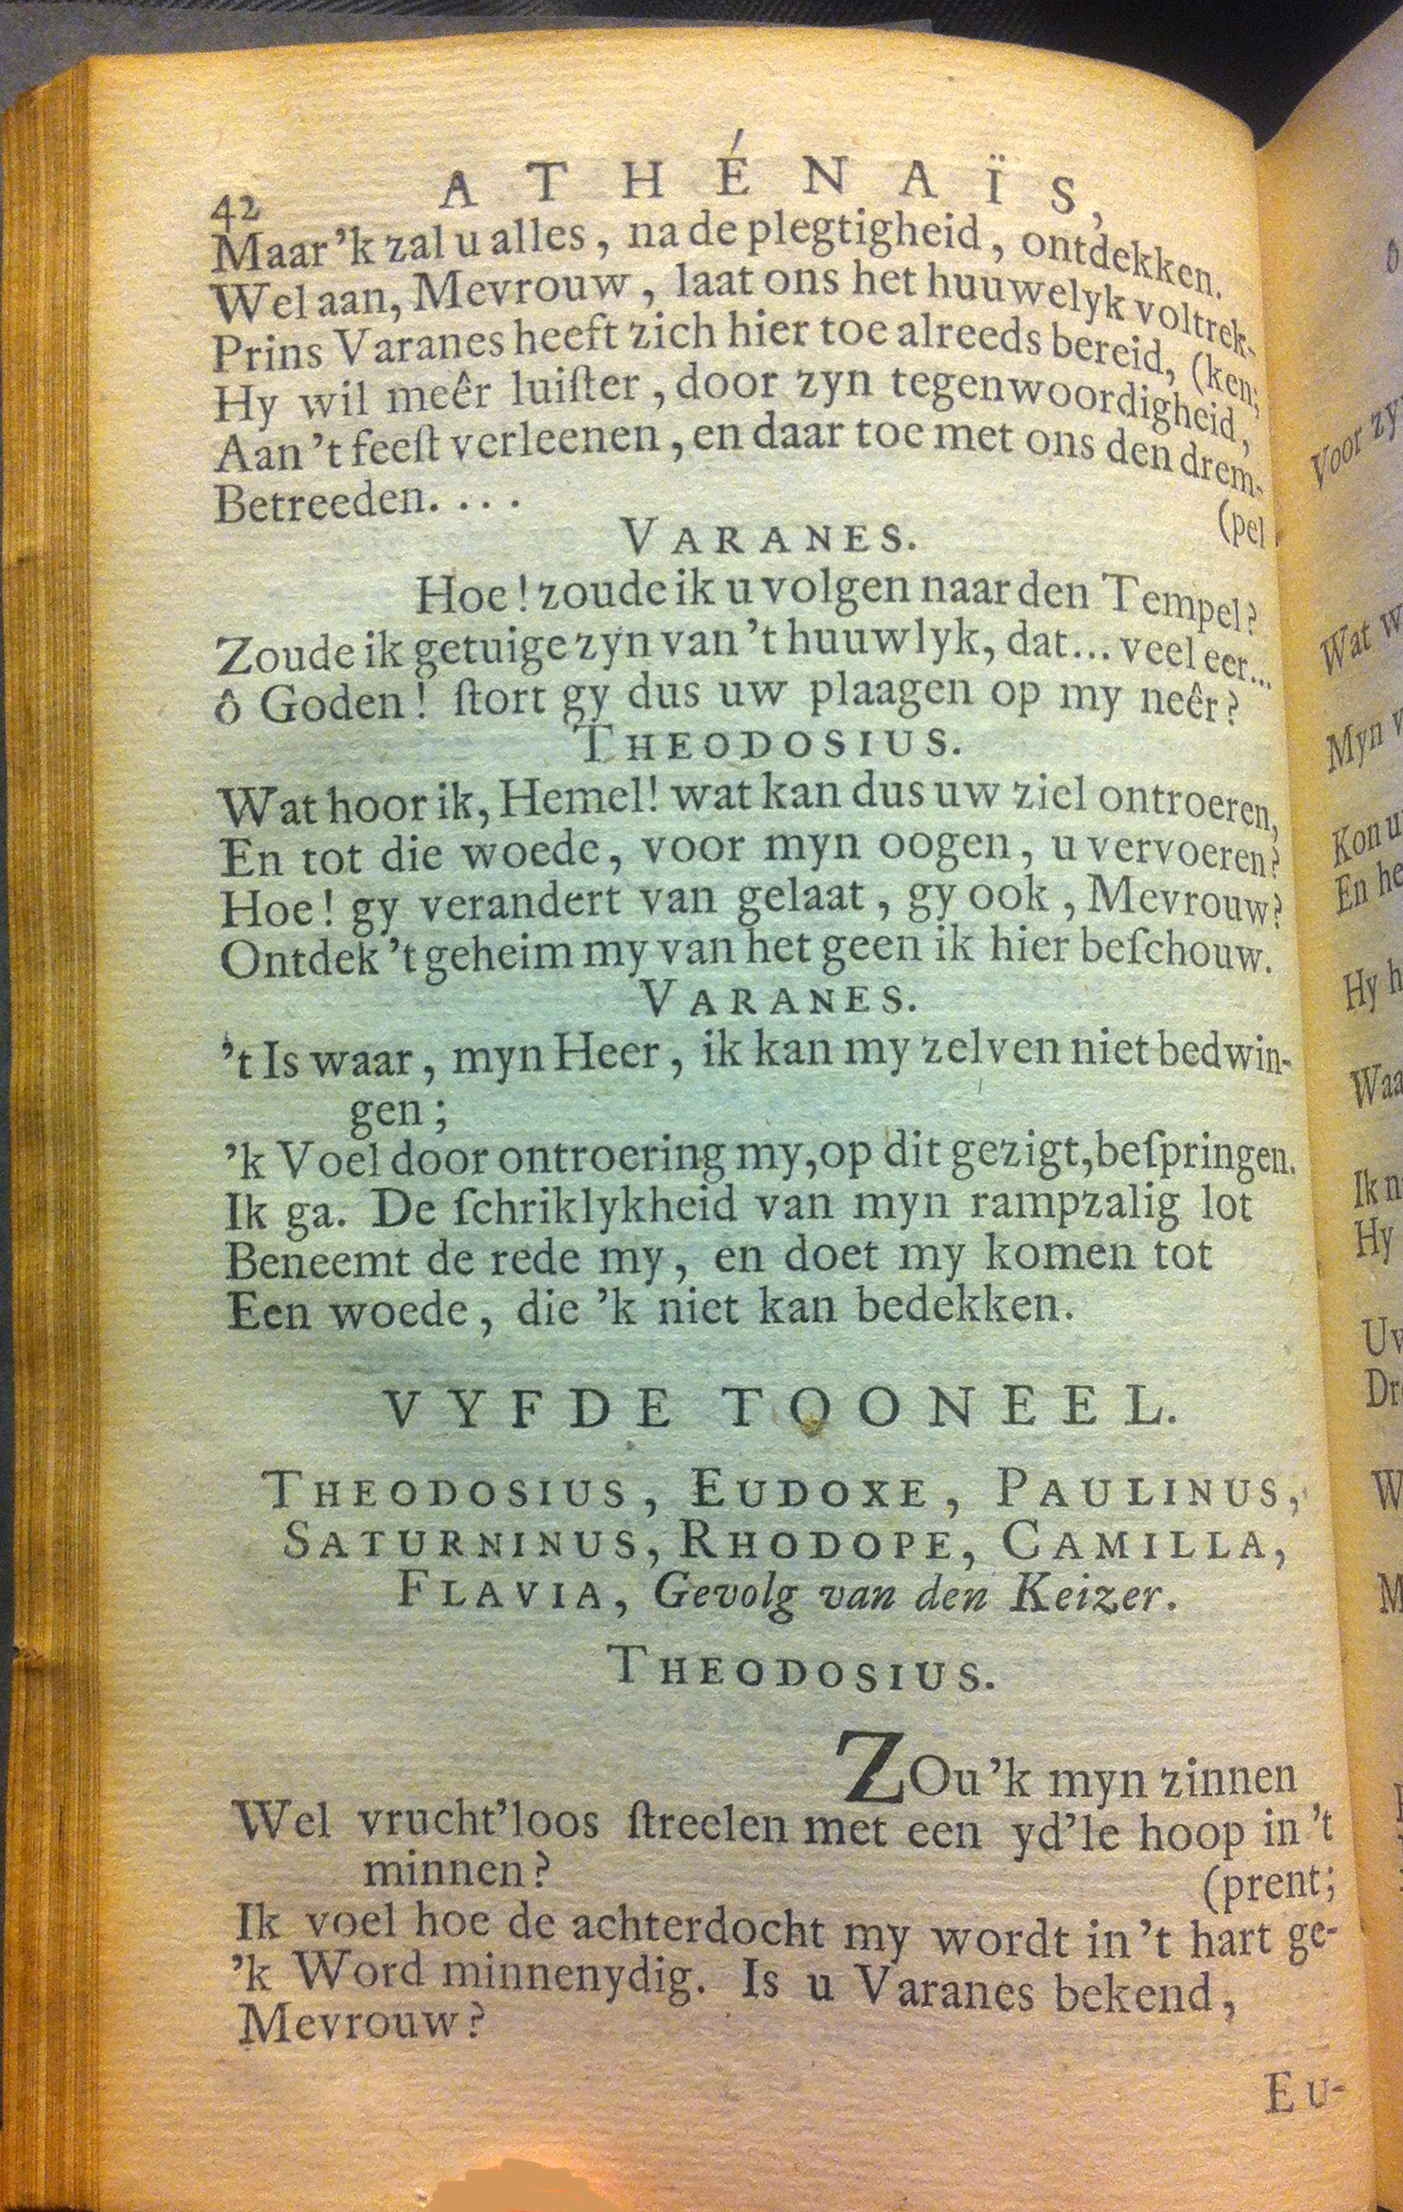 42 ATHÉNAÏS,
Maar 'k zal u alles, na de plegtigheid, ontdekken.
Wel aan, Mevrouw, laat ons het huuwelyk voltrek-
Prins Varanes heeft zich hier toe alreeds bereid, (ken;
Hy wil meêr luiſter, door zyn tegenwoordigheid,
Aan 't feeſt verleenen, en daar toe met ons den drem-
Betreeden. . . . (pel
VARANES.
Hoe! zoude ik u volgen naar den Tempel?
Zoude ik getuige zyn van 't huuwlyk, dat... veel eer...
ô Goden! ſtort gy dus uw plaagen op my neêr?
THEODOSIUS.
Wat hoor ik, Hemel! wat kan dus uw ziel ontroeren,
En tot die woede, voor myn oogen, u vervoeren?
Hoe! gy verandert van gelaat, gy ook, Mevrouw?
Ontdek 't geheim my van het geen ik hier beſchouw.
VARANES.
't Is waar, myn Heer, ik kan my zelven niet bedwin-
gen;
'k Voel door ontroering my, op dit gezigt, beſpringen.
Ik ga. De ſchriklykheid van myn rampzalig lot
Beneemt de rede my, en doet my komen tot
Een woede, die 'k niet kan bedekken.
VYFDE TOONEEL.
THEODOSIUS, EUDOXE, PAULINUS,
SATURNINUS, RHODOPE, CAMILLA,
FLAVIA, Gevolg van den Keizer.
THEODOSIUS.
ZOu 'k myn zinnen
Wel vrucht'loos ſtreelen met een yd'le hoop in 't
minnen? (prent;
Ik voel hoe de achterdocht my wordt in 't hart ge-
'k Word minnenydig. Is u Varanes bekend,
Mevrouw?
Eu-
ô
Voor
Wat
Myn
Kon
En
Hy
Waa
Ik
Hy